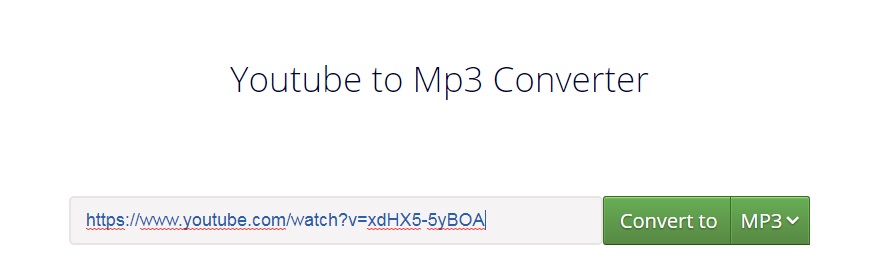 Youtube to Mp3 Converter
https://www.youtube.com/watch?v=xdHX5-5yBOA
Convert to MP3